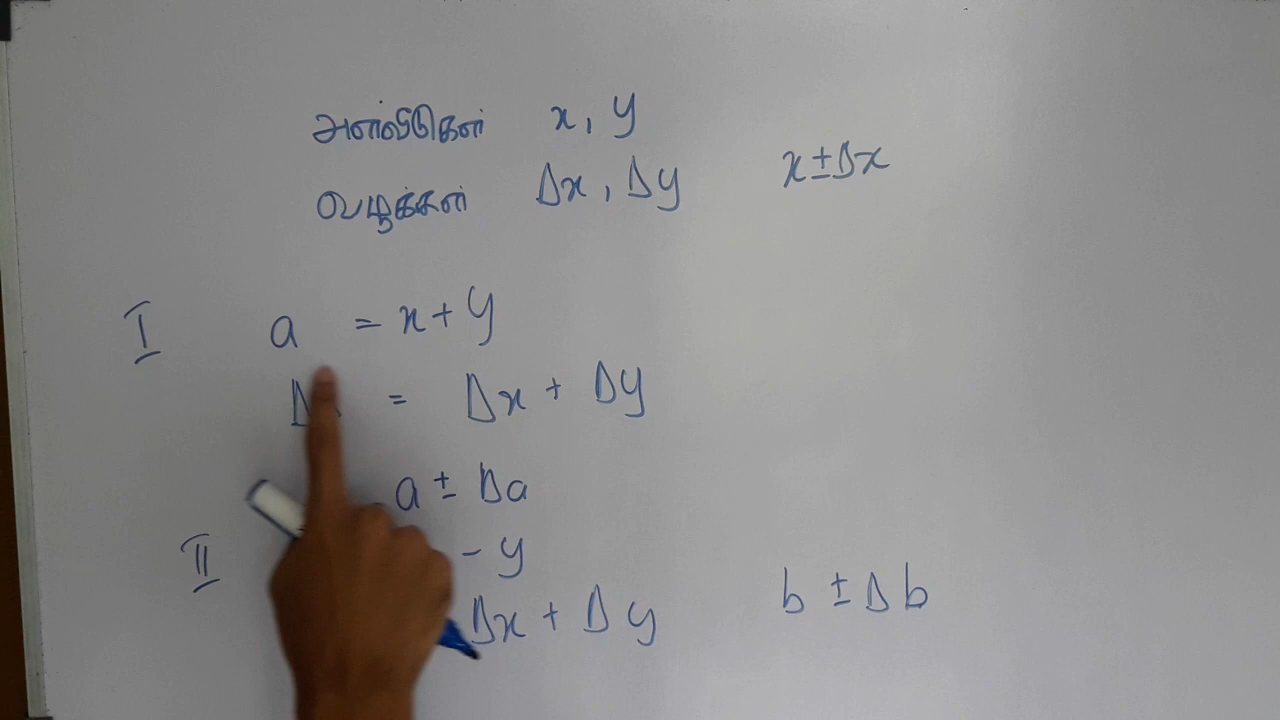 அளவீடுகள் x, y
வழுக்கள் Δx, Δy x ± Δx
I a = x + y
Δ = Δx + Δy
a ± Δa
II - y
Δx + Δy b ± Δb